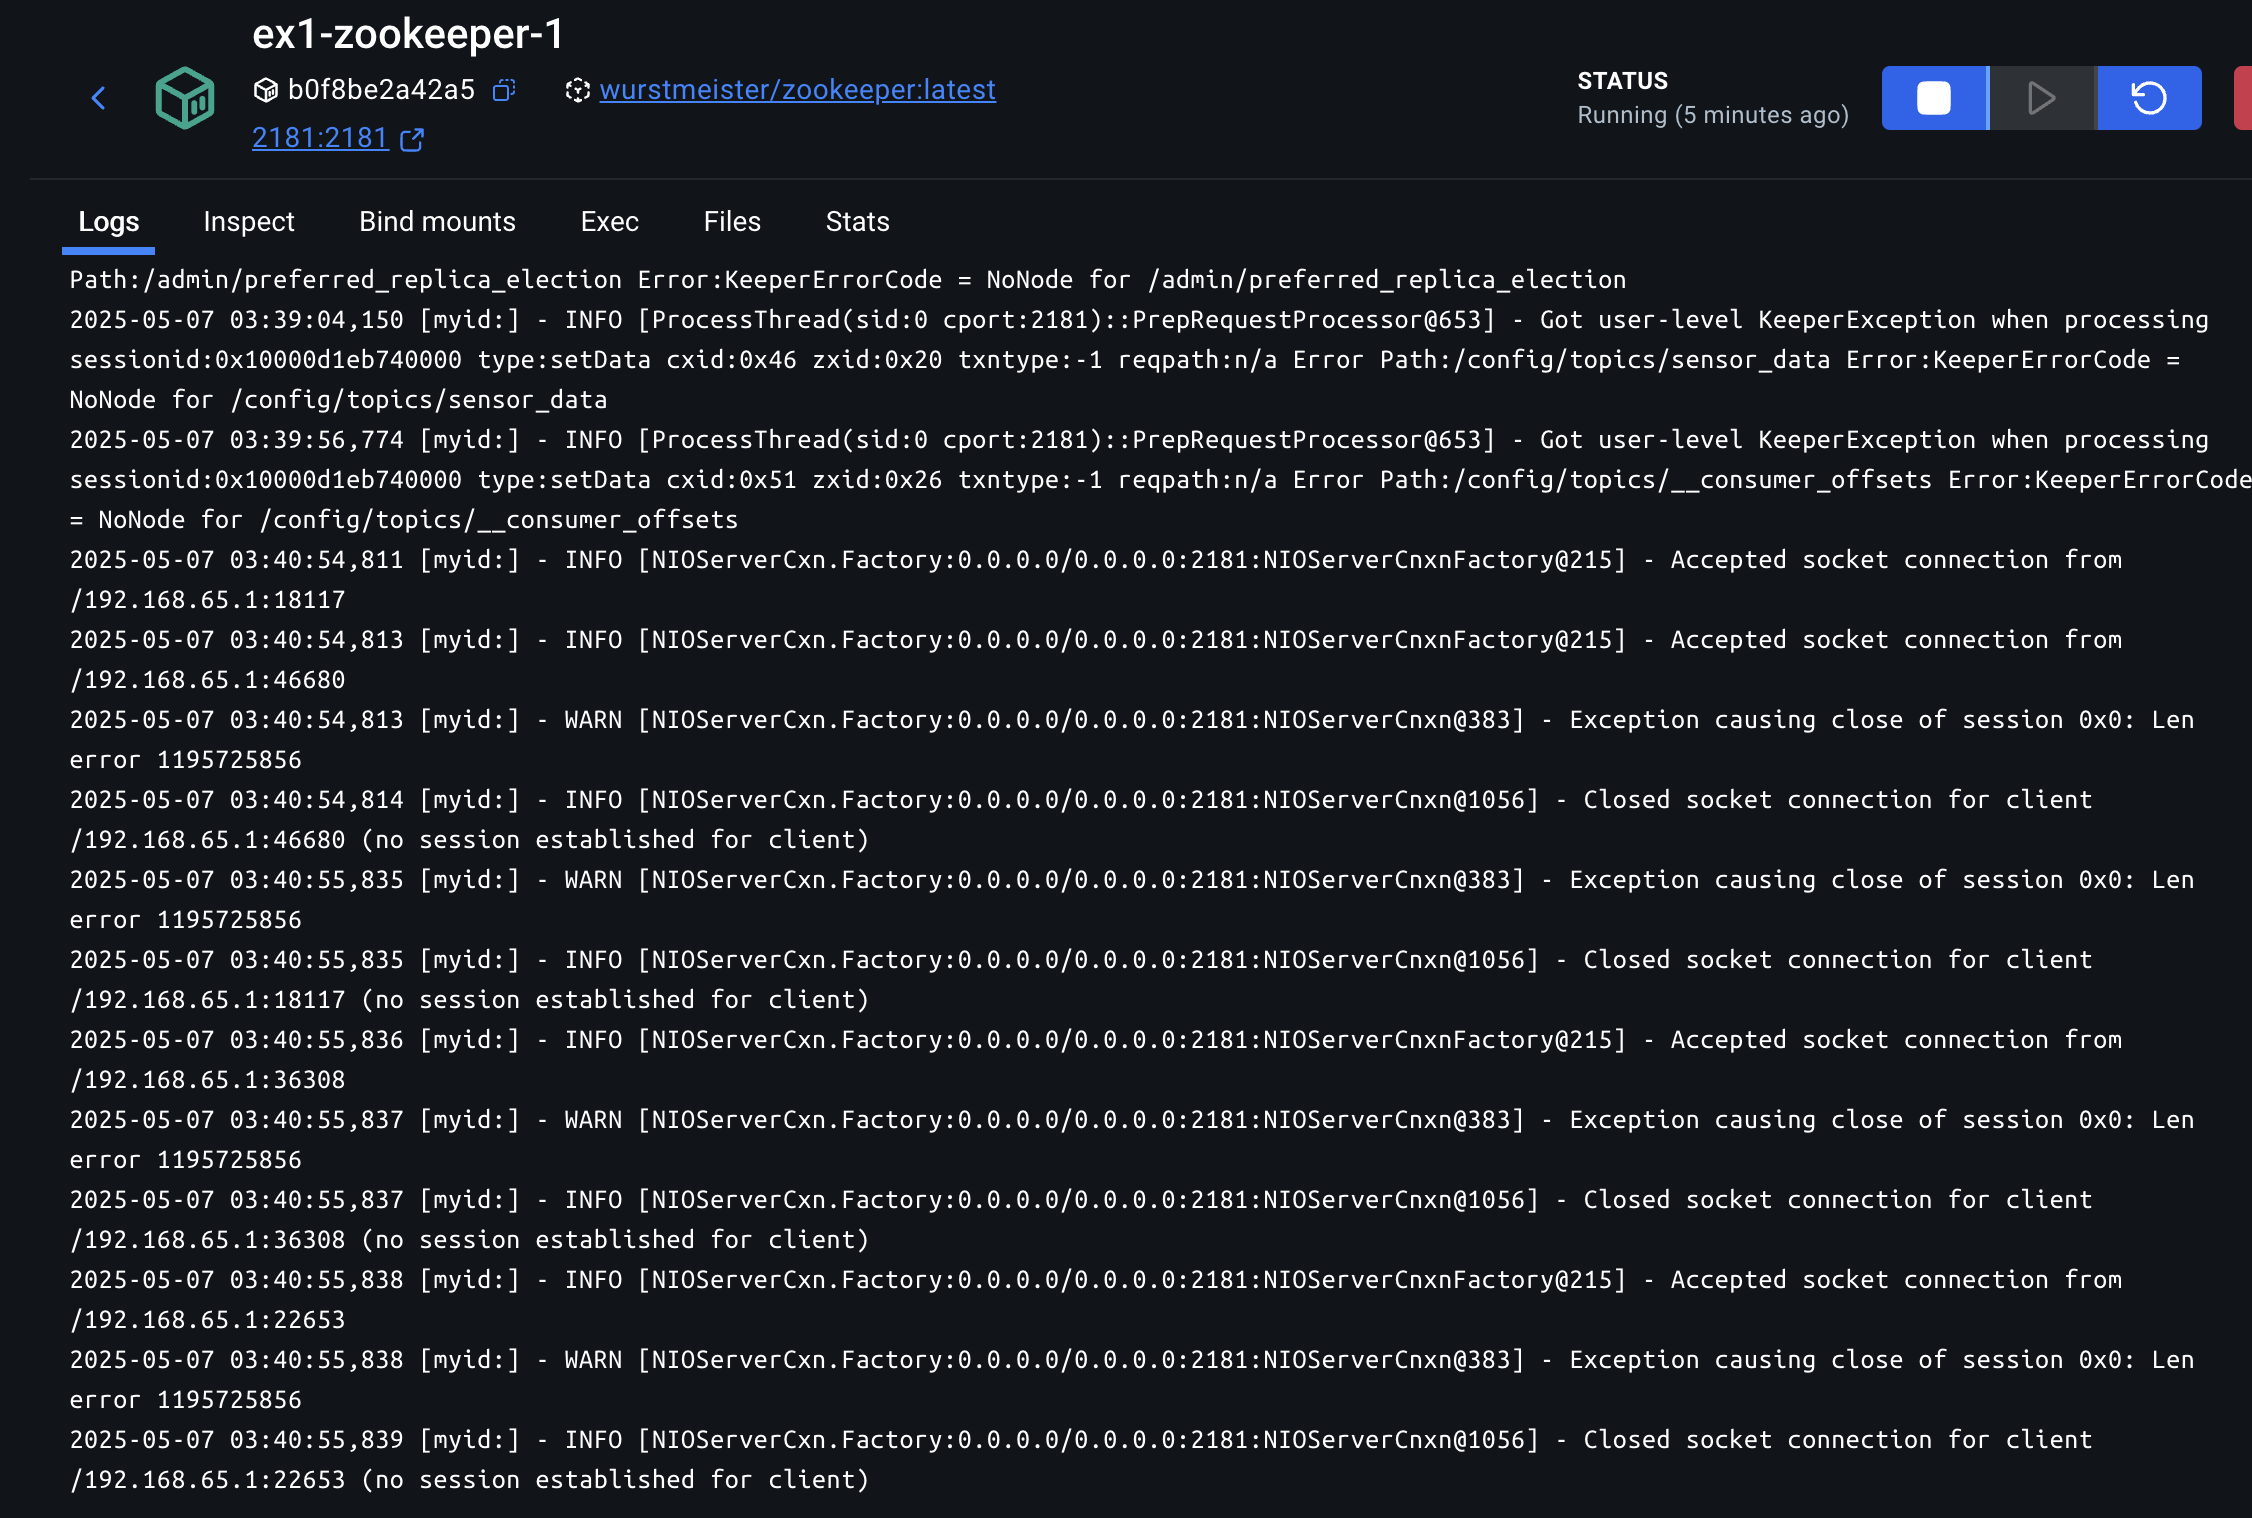 ex1-zookeeper-1
b0f8be2a42a5 wurstmeister/zookeeper:latest
2181:2181
STATUS
Running (5 minutes ago)
Logs Inspect Bind mounts Exec Files Stats
Path:/admin/preferred_replica_election Error:KeeperErrorCode = NoNode for /admin/preferred_replica_election
2025-05-07 03:39:04,150 [myid:] - INFO [ProcessThread(sid:0 cport:2181)::PrepRequestProcessor@653] - Got user-level KeeperException when processing
sessionid:0x10000d1eb740000 type:setData cxid:0x46 zxid:0x20 txntype:-1 reqpath:n/a Error Path:/config/topics/sensor_data Error:KeeperErrorCode =
NoNode for /config/topics/sensor_data
2025-05-07 03:39:56,774 [myid:] - INFO [ProcessThread(sid:0 cport:2181)::PrepRequestProcessor@653] - Got user-level KeeperException when processing
sessionid:0x10000d1eb740000 type:setData cxid:0x51 zxid:0x26 txntype:-1 reqpath:n/a Error Path:/config/topics/__consumer_offsets Error:KeeperErrorCode
= NoNode for /config/topics/__consumer_offsets
2025-05-07 03:40:54,811 [myid:] - INFO [NIOServerCxn.Factory:0.0.0.0/0.0.0.0:2181:NIOServerCnxnFactory@215] - Accepted socket connection from
/192.168.65.1:18117
2025-05-07 03:40:54,813 [myid:] - INFO [NIOServerCxn.Factory:0.0.0.0/0.0.0.0:2181:NIOServerCnxnFactory@215] - Accepted socket connection from
/192.168.65.1:46680
2025-05-07 03:40:54,813 [myid:] - WARN [NIOServerCxn.Factory:0.0.0.0/0.0.0.0:2181:NIOServerCnxn@383] - Exception causing close of session 0x0: Len
error 1195725856
2025-05-07 03:40:54,814 [myid:] - INFO [NIOServerCxn.Factory:0.0.0.0/0.0.0.0:2181:NIOServerCnxn@1056] - Closed socket connection for client
/192.168.65.1:46680 (no session established for client)
2025-05-07 03:40:55,835 [myid:] - WARN [NIOServerCxn.Factory:0.0.0.0/0.0.0.0:2181:NIOServerCnxn@383] - Exception causing close of session 0x0: Len
error 1195725856
2025-05-07 03:40:55,835 [myid:] - INFO [NIOServerCxn.Factory:0.0.0.0/0.0.0.0:2181:NIOServerCnxn@1056] - Closed socket connection for client
/192.168.65.1:18117 (no session established for client)
2025-05-07 03:40:55,836 [myid:] - INFO [NIOServerCxn.Factory:0.0.0.0/0.0.0.0:2181:NIOServerCnxnFactory@215] - Accepted socket connection from
/192.168.65.1:36308
2025-05-07 03:40:55,837 [myid:] - WARN [NIOServerCxn.Factory:0.0.0.0/0.0.0.0:2181:NIOServerCnxn@383] - Exception causing close of session 0x0: Len
error 1195725856
2025-05-07 03:40:55,837 [myid:] - INFO [NIOServerCxn.Factory:0.0.0.0/0.0.0.0:2181:NIOServerCnxn@1056] - Closed socket connection for client
/192.168.65.1:36308 (no session established for client)
2025-05-07 03:40:55,838 [myid:] - INFO [NIOServerCxn.Factory:0.0.0.0/0.0.0.0:2181:NIOServerCnxnFactory@215] - Accepted socket connection from
/192.168.65.1:22653
2025-05-07 03:40:55,838 [myid:] - WARN [NIOServerCxn.Factory:0.0.0.0/0.0.0.0:2181:NIOServerCnxn@383] - Exception causing close of session 0x0: Len
error 1195725856
2025-05-07 03:40:55,839 [myid:] - INFO [NIOServerCxn.Factory:0.0.0.0/0.0.0.0:2181:NIOServerCnxn@1056] - Closed socket connection for client
/192.168.65.1:22653 (no session established for client)